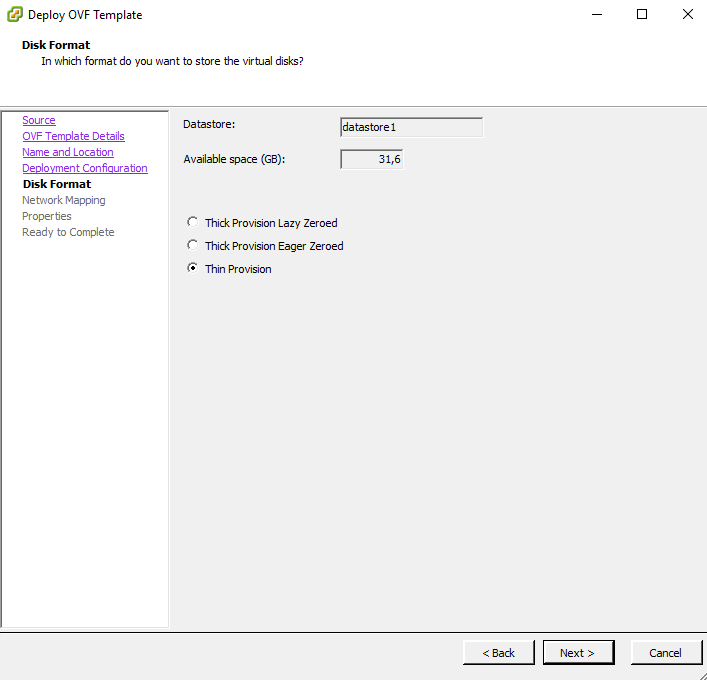 Deploy OVF Template
Disk Format
In which format do you want to store the virtual disks?
Source
OVF Template Details
Name and Location
Deployment Configuration
Disk Format
Network Mapping
Properties
Ready to Complete
Datastore:
datastore1
Available space (GB):
31,6
Thick Provision Lazy Zeroed
Thick Provision Eager Zeroed
Thin Provision
< Back
Next >
Cancel